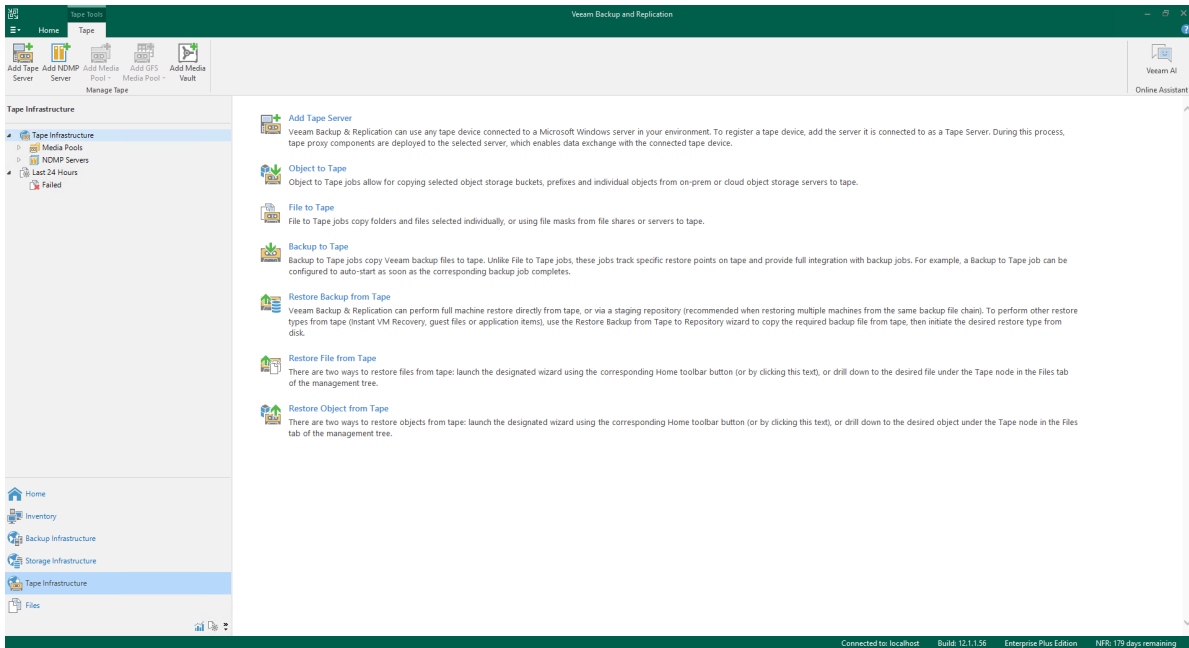 Tape Tools
Veeam Backup and Replication
Home
Tape
Add Tape Server
Add NDMP Server
Add Media Pool
Add GFS Media Pool
Add Media Vault
Manage Tape
Veeam AI
Online Assistant
Tape Infrastructure
Tape Infrastructure
Media Pools
NDMP Servers
Last 24 Hours
Failed
Add Tape Server
Veeam Backup & Replication can use any tape device connected to a Microsoft Windows server in your environment. To register a tape device, add the server it is connected to as a Tape Server. During this process,
tape proxy components are deployed to the selected server, which enables data exchange with the connected tape device.
Object to Tape
Object to Tape jobs allow for copying selected object storage buckets, prefixes and individual objects from on-prem or cloud object storage servers to tape.
File to Tape
File to Tape jobs copy folders and files selected individually, or using file masks from file shares or servers to tape.
Backup to Tape
Backup to Tape jobs copy Veeam backup files to tape. Unlike File to Tape jobs, these jobs track specific restore points on tape and provide full integration with backup jobs. For example, a Backup to Tape job can be
configured to auto-start as soon as the corresponding backup job completes.
Restore Backup from Tape
Veeam Backup & Replication can perform full machine restore directly from tape, or via a staging repository (recommended when restoring multiple machines from the same backup file chain). To perform other restore
types from tape (Instant VM Recovery, guest files or application items), use the Restore Backup from Tape to Repository wizard to copy the required backup file from tape, then initiate the desired restore type from
disk.
Restore File from Tape
There are two ways to restore files from tape: launch the designated wizard using the corresponding Home toolbar button (or by clicking this text), or drill down to the desired file under the Tape node in the Files tab
of the management tree.
Restore Object from Tape
There are two ways to restore objects from tape: launch the designated wizard using the corresponding Home toolbar button (or by clicking this text), or drill down to the desired object under the Tape node in the Files
tab of the management tree.
Home
Inventory
Backup Infrastructure
Storage Infrastructure
Tape Infrastructure
Files
Connected to: localhost
Build: 12.1.1.56
Enterprise Plus Edition
NFR: 179 days remaining